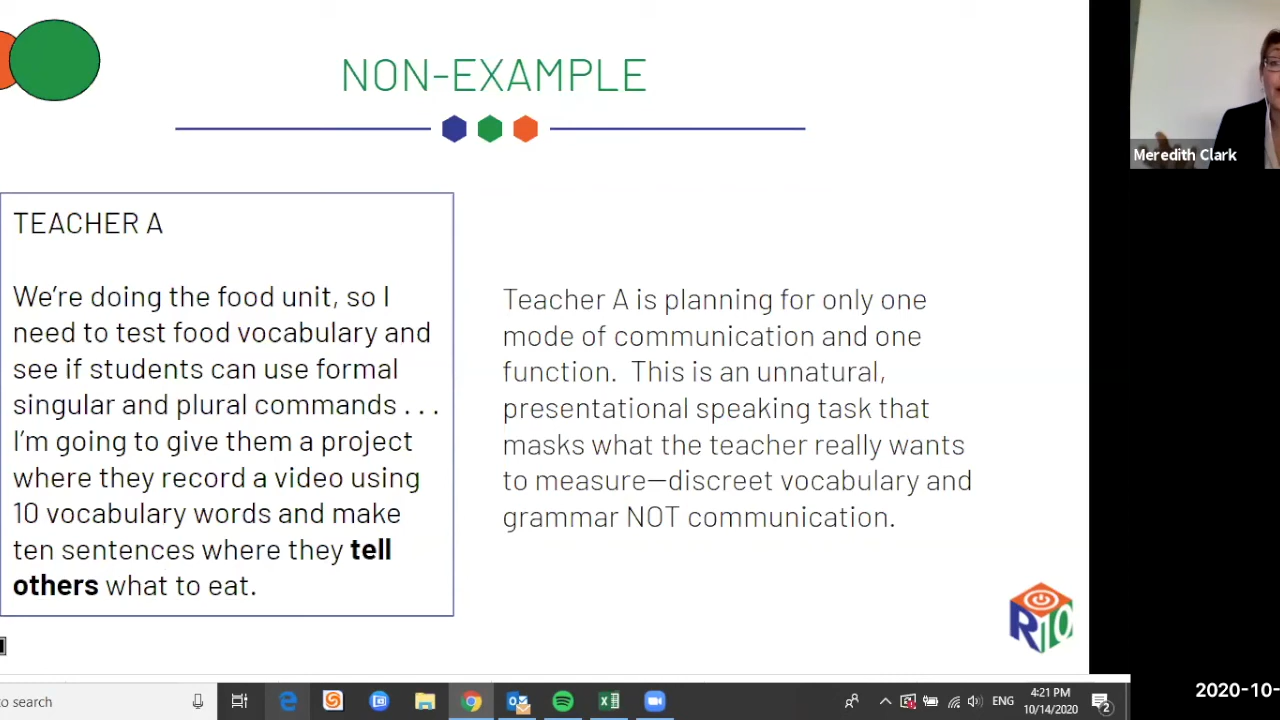 NON-EXAMPLE
TEACHER A
We're doing the food unit, so I
need to test food vocabulary and
see if students can use formal
singular and plural commands . . .
I'm going to give them a project
where they record a video using
10 vocabulary words and make
ten sentences where they tell
others what to eat.
Teacher A is planning for only one
mode of communication and one
function.  This is an unnatural,
presentational speaking task that
masks what the teacher really wants
to measure—discreet vocabulary and
grammar NOT communication.
R10
Meredith Clark
to search
ENG
4:21 PM
10/14/2020
2
2020-10-